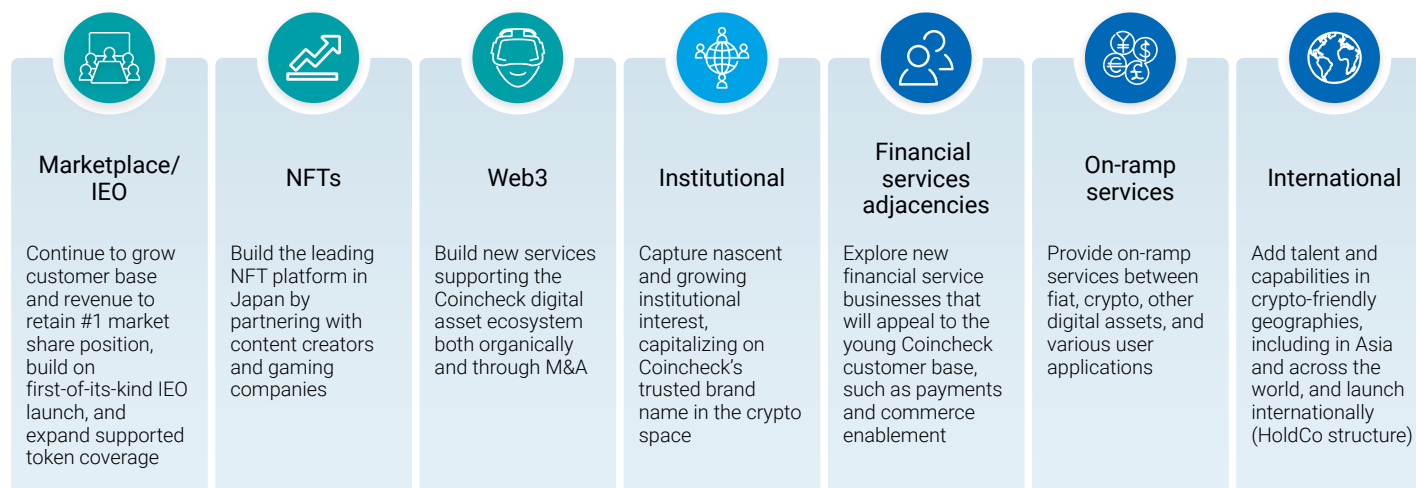 Marketplace/
IEO
Continue to grow
customer base
and revenue to
retain #1 market
share position,
build on
first-of-its-kind IEO
launch, and
expand supported
token coverage
NFTs
Build the leading
NFT platform in
Japan by
partnering with
content creators
and gaming
companies
Web3
Build new services
supporting the
Coincheck digital
asset ecosystem
both organically
and through M&A
Institutional
Capture nascent
and growing
institutional
interest,
capitalizing on
Coincheck’s
trusted brand
name in the crypto
space
Financial
services
adjacencies
Explore new
financial service
businesses that
will appeal to the
young Coincheck
customer base,
such as payments
and commerce
enablement
¥
$
€
£
On-ramp
services
Provide on-ramp
services between
fiat, crypto, other
digital assets, and
various user
applications
International
Add talent and
capabilities in
crypto-friendly
geographies,
including in Asia
and across the
world, and launch
internationally
(HoldCo structure)